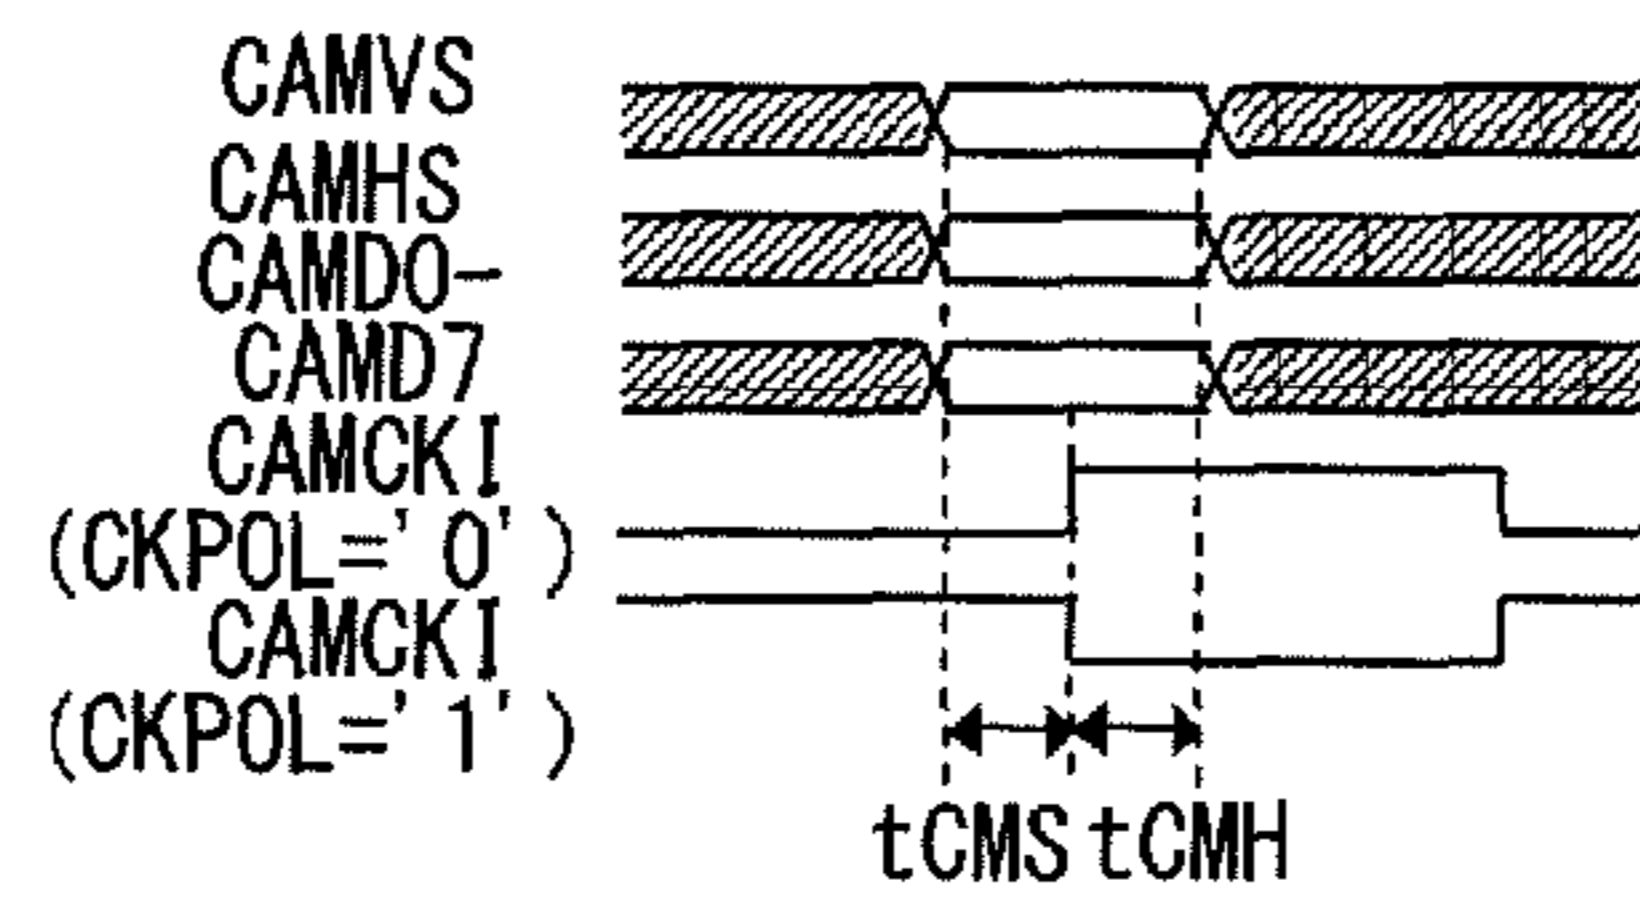 CAMVS
CAMHS
CAMD0-
CAMD7
CAMCKI
(CKPOL='0')
CAMCKI
(CKPOL='1')
tCMS tCMH